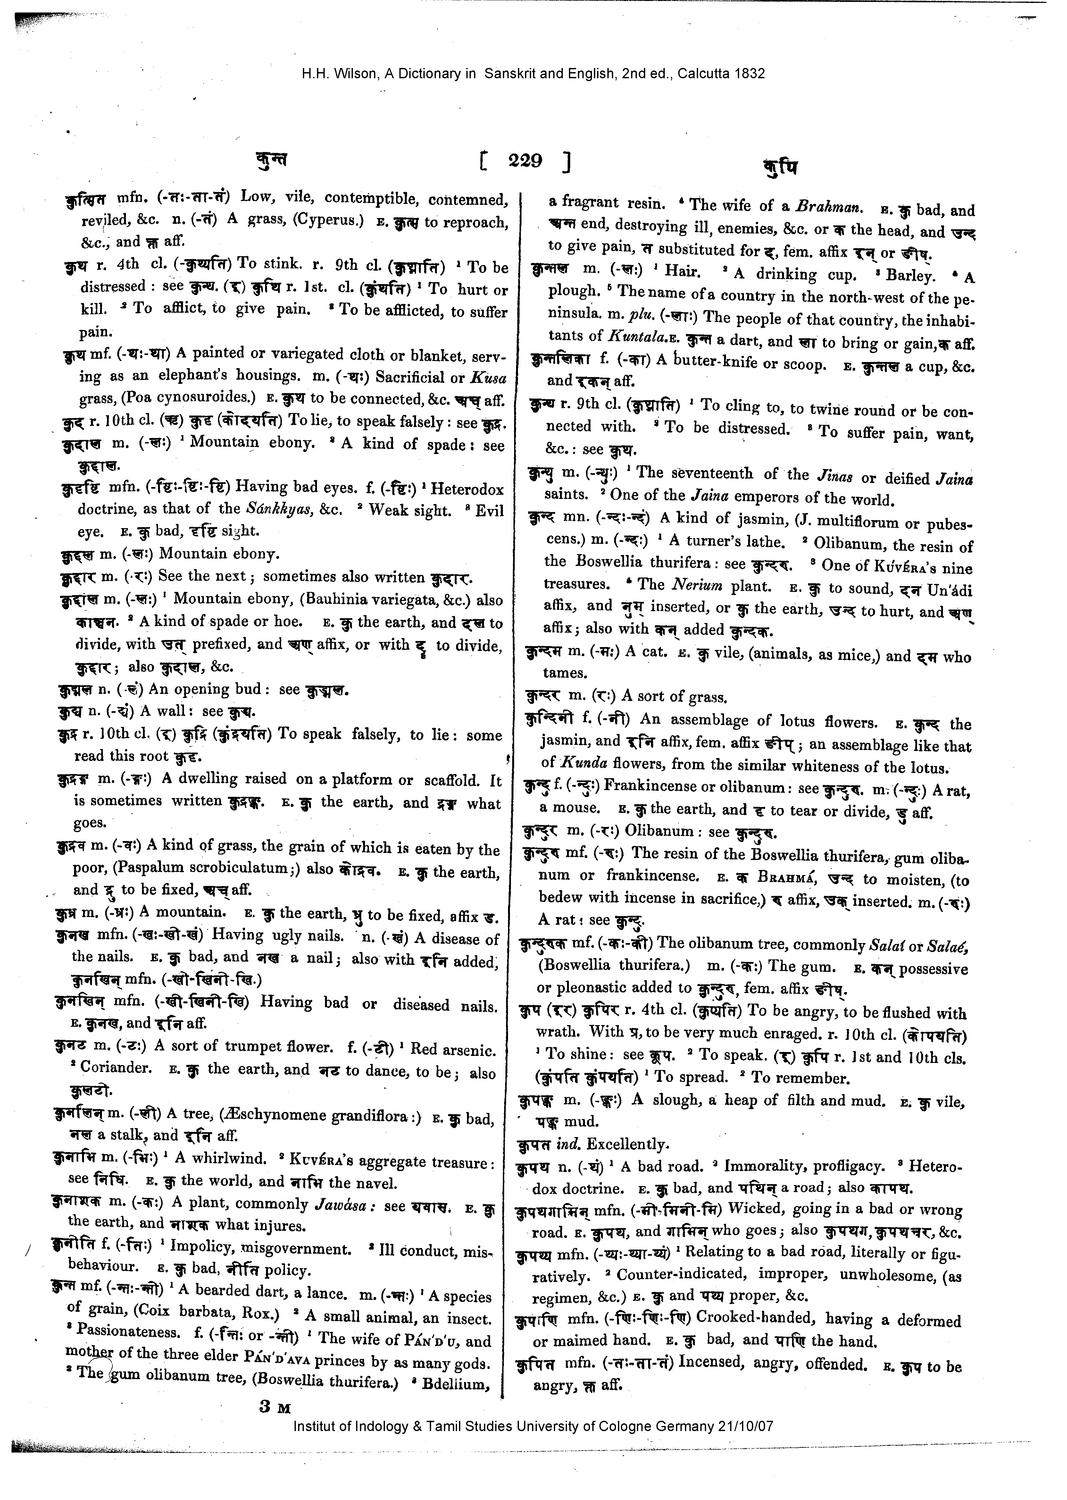 H.H. Wilson, A Dictionary in Sanskrit and English, 2nd ed., Calcutta 1832
कुन्त
[ 229 ]
कुपि
कुत्सित mfn. (-तः-ता-तं) Low, vile, contemptible, contemned,
reviled, &c. n. (-तं) A grass, (Cyperus.) E. कुत्स to reproach,
&c., and क्त aff.
कुथ r. 4th cl. (-कुथ्यति) To stink. r. 9th cl. (कुथ्नाति) ¹ To be
distressed : see कुन्थ. (इ) कुथि r. 1st. cl. (कुंथति) ¹ To hurt or
kill. ² To afflict, to give pain. ³ To be afflicted, to suffer
pain.
कुथ mf. (-थः-था) A painted or variegated cloth or blanket, serv-
ing as an elephant's housings. m. (-थः) Sacrificial or Kusa
grass, (Poa cynosuroides.) E. कुथ to be connected, &c. अच् aff.
कुद r. 10th cl. (ऋ) कुदृ (कोदयति) To lie, to speak falsely : see कुद्र.
कुदाल m. (-लः) ¹ Mountain ebony. ² A kind of spade : see
कुद्दाल.
कुदृष्टि mfn. (-ष्टिः-ष्टिः-ष्टि) Having bad eyes. f. (-ष्टिः) ¹ Heterodox
doctrine, as that of the Sánkhyas, &c. ² Weak sight. ³ Evil
eye. E. कु bad, दृष्टि sight.
कुद्दल m. (-लः) Mountain ebony.
कुद्दार m. (-रः) See the next ; sometimes also written कुद्दार.
कुद्दाल m. (-लः) ¹ Mountain ebony, (Bauhinia variegata, &c.) also
काञ्चन. ² A kind of spade or hoe. E. कु the earth, and दल to
divide, with उत् prefixed, and अण् affix, or with दॄ to divide,
कुद्दार ; also कुदाल, &c.
कुद्मल n. (-लं) An opening bud : see कुड्मल.
कुद्य n. (-द्यं) A wall : see कुड्य.
कुद्र r. 10th cl. (इ) कुद्रि (कुंद्रयति) To speak falsely, to lie : some
read this root कुदृ.
कुद्रङ्ग m. (-ङ्गः) A dwelling raised on a platform or scaffold. It
is sometimes written कुद्रङ्क. E. कु the earth, and द्रङ्ग what
goes.
कुद्रव m. (-वः) A kind of grass, the grain of which is eaten by the
poor, (Paspalum scrobiculatum ;) also कोद्रव. E. कु the earth,
and द्रु to be fixed, अच् aff.
कुध्र m. (-ध्रः) A mountain. E. कु the earth, धृ to be fixed, affix ड.
कुनख mfn. (-खः-खी-खं) Having ugly nails. n. (-खं) A disease of
the nails. E. कु bad, and नख a nail ; also with इनि added,
कुनखिन् mfn. (-खी-खिनी-खि.)
कुनखिन् mfn. (-खी-खिनी-खि) Having bad or diseased nails.
E. कुनख, and इनि aff.
कुनट m. (-टः) A sort of trumpet flower. f. (-टी) ¹ Red arsenic.
² Coriander. E. कु the earth, and नट to dance, to be ; also
कुलटी.
कुनलिन् m. (-ली) A tree, (Æschynomene grandiflora :) E. कु bad,
नल a stalk, and इनि aff.
कुनाभि m. (-भिः) ¹ A whirlwind. ² KUVÉRA's aggregate treasure :
see निधि. E. कु the world, and नाभि the navel.
कुनाशक m. (-कः) A plant, commonly Jawása : see यवास. E. कु
the earth, and नाशक what injures.
कुनीति f. (-तिः) ¹ Impolicy, misgovernment. ² Ill conduct, mis-
behaviour. E. कु bad, नीति policy.
कुन्त mf. (-न्तः-न्ती) ¹ A bearded dart, a lance. m. (-न्तः) ¹ A species
of grain, (Coix barbata, Rox.) ² A small animal, an insect.
³ Passionateness. f. (-न्तिः or -न्ती) ¹ The wife of PÁN'D'U, and
mother of the three elder PÁN'D'AVA princes by as many gods.
² The gum olibanum tree, (Boswellia thurifera.) ³ Bdellium,
3 M
a fragrant resin. ⁴ The wife of a Brahman. E. कु bad, and
अन्त end, destroying ill, enemies, &c. or क the head, and उन्द
to give pain, त substituted for द, fem. affix इन् or ङीष्.
कुन्तल m. (-लः) ¹ Hair. ² A drinking cup. ³ Barley. ⁴ A
plough. ⁵ The name of a country in the north-west of the pe-
ninsula. m. plu. (-लाः) The people of that country, the inhabi-
tants of Kuntala. E. कुन्त a dart, and ला to bring or gain, क aff.
कुन्तलिका f. (-का) A butter-knife or scoop. E. कुन्तल a cup, &c.
and इकन् aff.
कुन्थ r. 9th cl. (कुथ्नाति) ¹ To cling to, to twine round or be con-
nected with. ² To be distressed. ³ To suffer pain, want,
&c. : see कुथ.
कुन्थु m. (-न्थुः) ¹ The seventeenth of the Jinas or deified Jaina
saints. ² One of the Jaina emperors of the world.
कुन्द mn. (-न्दः-न्दं) A kind of jasmin, (J. multiflorum or pubes-
cens.) m. (-न्दः) ¹ A turner's lathe. ² Olibanum, the resin of
the Boswellia thurifera : see कुन्दरु. ³ One of KÚVÉRA's nine
treasures. ⁴ The Nerium plant. E. कु to sound, दन Un'ádi
affix, and नुम् inserted, or कु the earth, उन्द to hurt, and अण्
affix ; also with कन् added कुन्दक.
कुन्दम m. (-मः) A cat. E. कु vile, (animals, as mice,) and दम who
tames.
कुन्दर m. (रः) A sort of grass.
कुन्दिनी f. (-नी) An assemblage of lotus flowers. E. कुन्द the
jasmin, and इनि affix, fem. affix ङीप् ; an assemblage like that
of Kunda flowers, from the similar whiteness of the lotus.
कुन्दु f. (-न्दुः) Frankincense or olibanum : see कुन्दुरु. m. (-न्दुः) A rat,
a mouse. E. कु the earth, and दृ to tear or divide, डु aff.
कुन्दुर m. (-रः) Olibanum : see कुन्दुरु.
कुन्दुरु mf. (-रुः) The resin of the Boswellia thurifera, gum oliba-
num or frankincense. E. क BRAHMÁ, उन्द to moisten, (to
bedew with incense in sacrifice,) रु affix, उक् inserted. m. (-रुः)
A rat : see कुन्दु.
कुन्दुरुक mf. (-कः-की) The olibanum tree, commonly Salai or Salaé,
(Boswellia thurifera.) m. (-कः) The gum. E. कन् possessive
or pleonastic added to कुन्दुरु, fem. affix ङीष्.
कुप (इर) कुपिर r. 4th cl. (कुप्यति) To be angry, to be flushed with
wrath. With प्र, to be very much enraged. r. 10th cl. (कोपयति)
¹ To shine : see कूप. ² To speak. (इ) कुपि r. 1st and 10th cls.
(कुंपति कुंपयति) ¹ To spread. ² To remember.
कुपङ्क m. (-ङ्कः) A slough, a heap of filth and mud. E. कु vile,
पङ्क mud.
कुपत ind. Excellently.
कुपथ n. (-थं) ¹ A bad road. ² Immorality, profligacy. ³ Hetero-
dox doctrine. E. कु bad, and पथिन् a road ; also कापथ.
कुपथगामिन् mfn. (-मी-मिनी-मि) Wicked, going in a bad or wrong
road. E. कुपथ, and गामिन् who goes ; also कुपथग, कुपथचर, &c.
कुपथ्य mfn. (-थ्यः-थ्या-थ्यं) ¹ Relating to a bad road, literally or figu-
ratively. ² Counter-indicated, improper, unwholesome, (as
regimen, &c.) E. कु and पथ्य proper, &c.
कुपाणि mfn. (-णिः-णिः-णि) Crooked-handed, having a deformed
or maimed hand. E. कु bad, and पाणि the hand.
कुपित mfn. (-तः-ता-तं) Incensed, angry, offended. E. कुप to be
angry, क्त aff.
Institut of Indology & Tamil Studies University of Cologne Germany 21/10/07